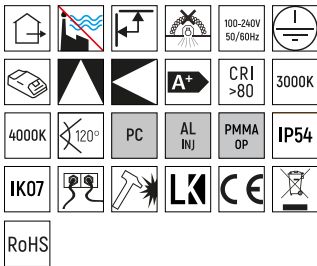 100-240V
50/60Hz
A+
CRI
>80
3000K
4000K
120°
PC
AL
INJ
PMMA
OP
IP54
IK07
LK
CE
RoHS